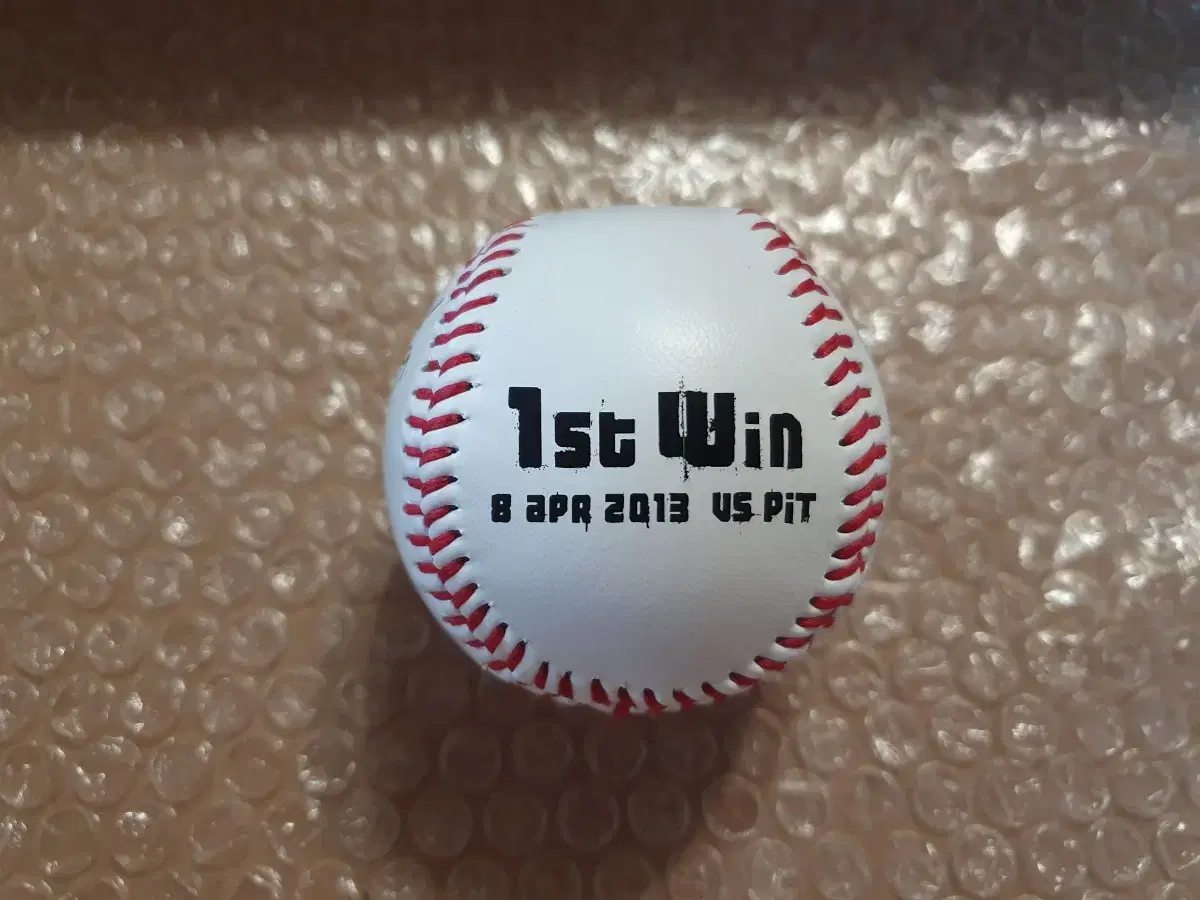 1st Win
8 APR 2013 VS PiT